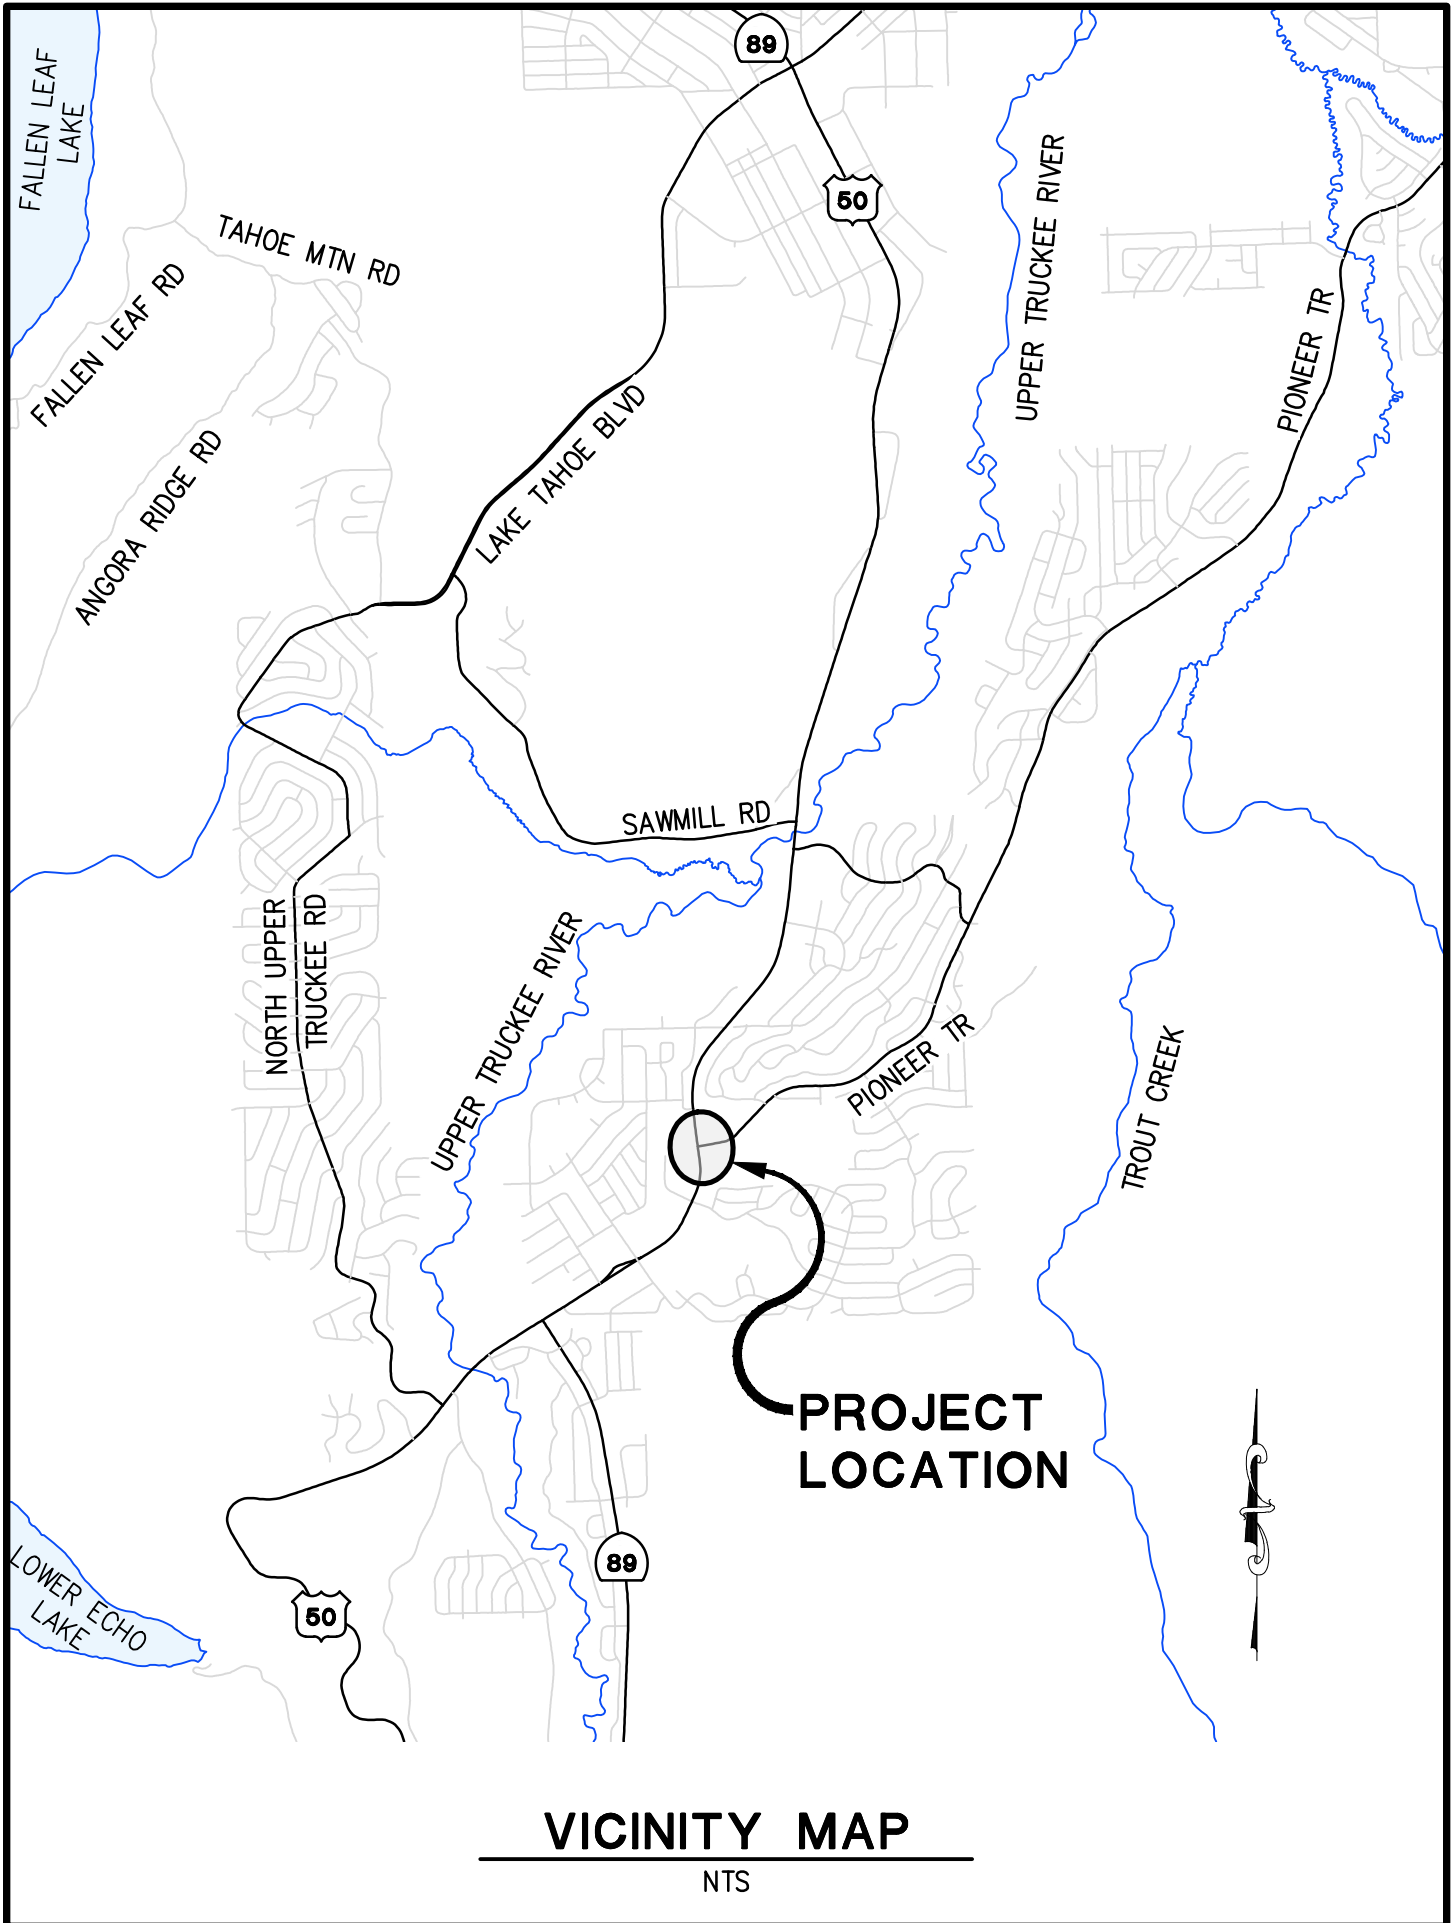 89
FALLEN LEAF
LAKE
50
UPPER TRUCKEE RIVER
TAHOE MTN RD
FALLEN LEAF RD
PIONEER TR
LAKE TAHOE BLVD
ANGORA RIDGE RD
SAWMILL RD
NORTH UPPER
TRUCKEE RD
UPPER TRUCKEE RIVER
PIONEER TR
TROUT CREEK
PROJECT
LOCATION
89
LOWER ECHO
LAKE
50
VICINITY MAP
NTS